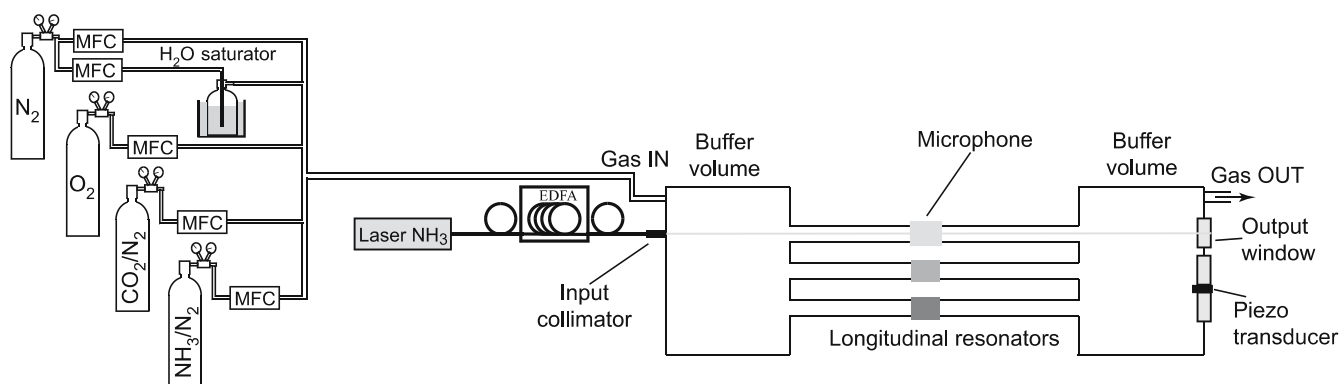 MFC
H₂O saturator
MFC
N₂
MFC
O₂
MFC
CO₂/N₂
MFC
NH₃/N₂
Gas IN
EDFA
Laser NH₃
Input
collimator
Buffer
volume
Microphone
Longitudinal resonators
Buffer
volume
Gas OUT
Output
window
Piezo
transducer